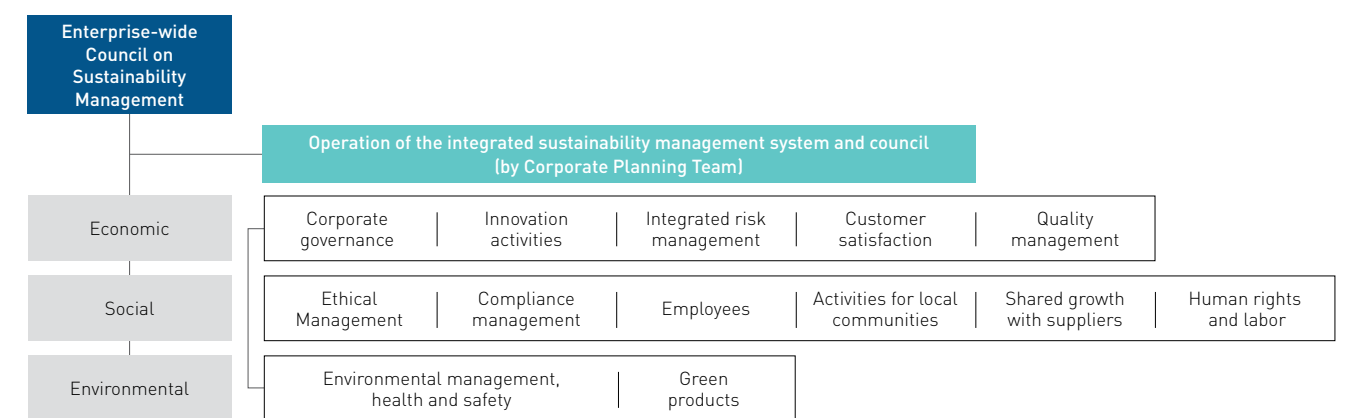 Enterprise-wide
Council on
Sustainability
Management
Operation of the integrated sustainability management system and council
(by Corporate Planning Team)
Economic
Corporate
governance
Innovation
activities
Integrated risk
management
Customer
satisfaction
Quality
management
Social
Ethical
Management
Compliance
management
Employees
Activities for local
communities
Shared growth
with suppliers
Human rights
and labor
Environmental
Environmental management,
health and safety
Green
products